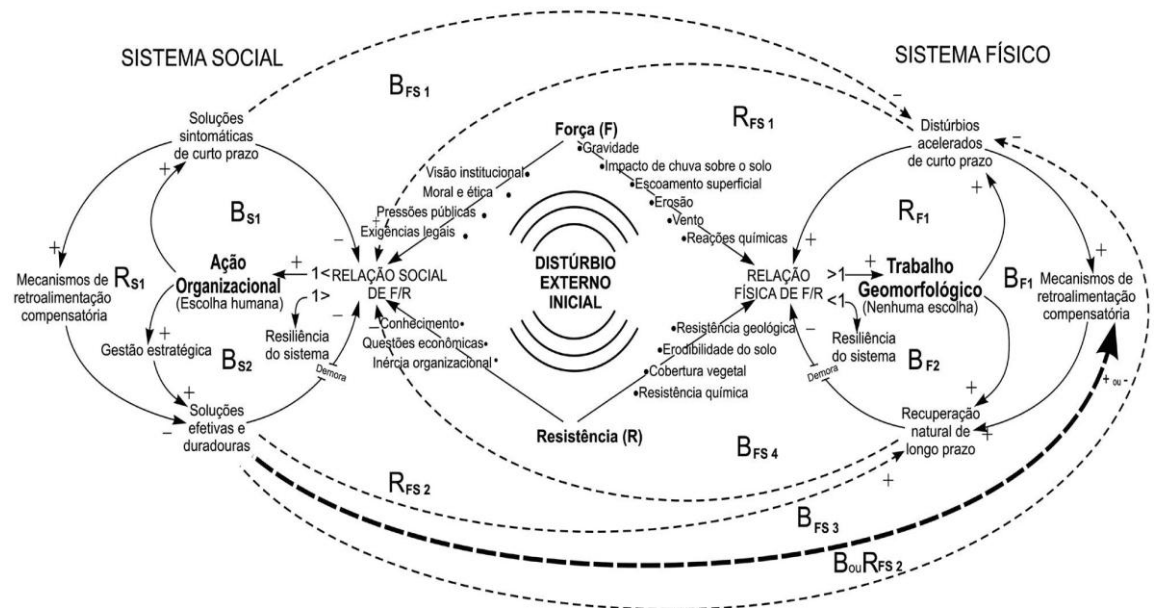 SISTEMA SOCIAL
SISTEMA FÍSICO
B FS 1
R FS 1
Soluções
sintomáticas
de curto prazo
Força (F)
•Gravidade
•Impacto de chuva sobre o solo
•Escoamento superficial
•Erosão
•Vento
•Reações químicas
Visão institucional•
Moral e ética •
Pressões públicas •
Exigências legais •
Distúrbios
acelerados
de curto prazo
–
–
+
+
B S1
R S1
Mecanismos de
retroalimentação
compensatória
+
Ação
Organizacional
(Escolha humana)
+
1<
1>
RELAÇÃO SOCIAL
DE F/R
–
+
–
–
Resiliência
do sistema
Demora
Gestão estratégica
+
B S2
+
–
Soluções
efetivas e
duradouras
DISTÚRBIO
EXTERNO
INICIAL
Conhecimento•
Questões econômicas•
Inércia organizacional •
Resistência (R)
•Resistência geológica
•Erodibilidade do solo
•Cobertura vegetal
•Resistência química
RELAÇÃO
FÍSICA DE F/R
>1
<1
+
+
–
Trabalho
Geomorfológico
(Nenhuma escolha)
R F1
B F1
+
Mecanismos de
retroalimentação
compensatória
Resiliência
do sistema
B F2
Demora
+
+
+
+ ou -
Recuperação
natural de
longo prazo
B FS 4
R FS 2
B FS 3
B ou R FS 2